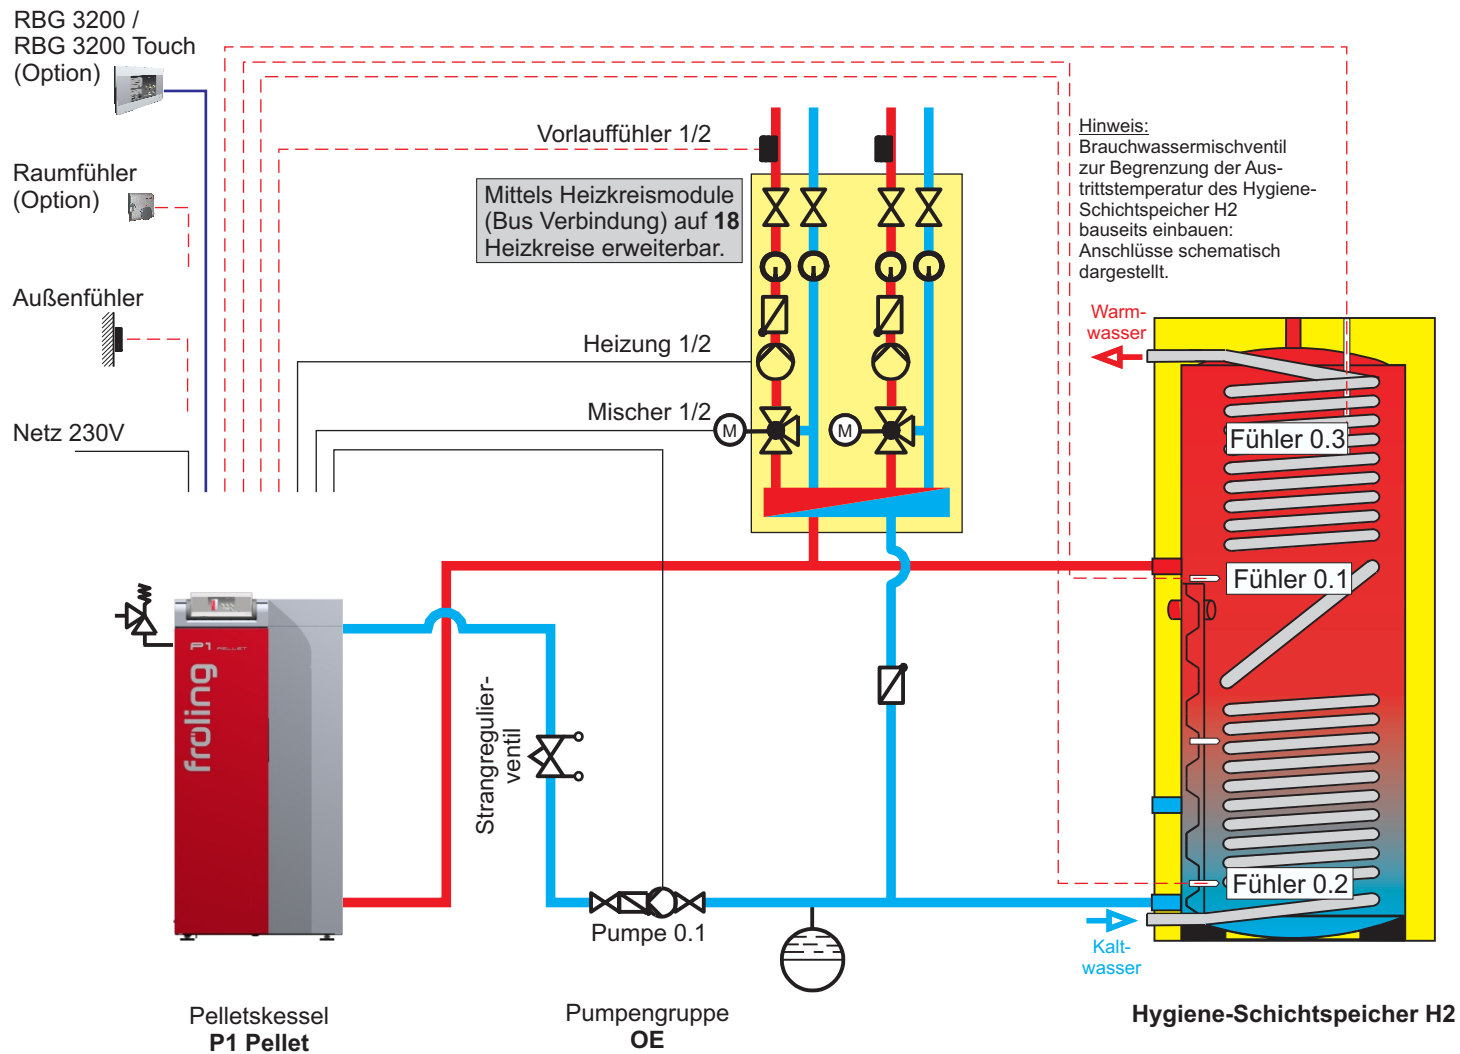 RBG 3200 /
RBG 3200 Touch
(Option)
Raumfühler
(Option)
Außenfühler
Netz 230V
Vorlauffühler 1/2
Mittels Heizkreismodule
(Bus Verbindung) auf 18
Heizkreise erweiterbar.
Heizung 1/2
Mischer 1/2
M
M
Hinweis:
Brauchwassermischventil
zur Begrenzung der Aus-
trittstemperatur des Hygiene-
Schichtspeicher H2
bauseits einbauen:
Anschlüsse schematisch
dargestellt.
Warm-
wasser
Fühler 0.3
Fühler 0.1
Fühler 0.2
Kalt-
wasser
P1 PELLET
fröling
Strangregulier-
ventil
Pumpe 0.1
Pelletskessel
P1 Pellet
Pumpengruppe
OE
Hygiene-Schichtspeicher H2